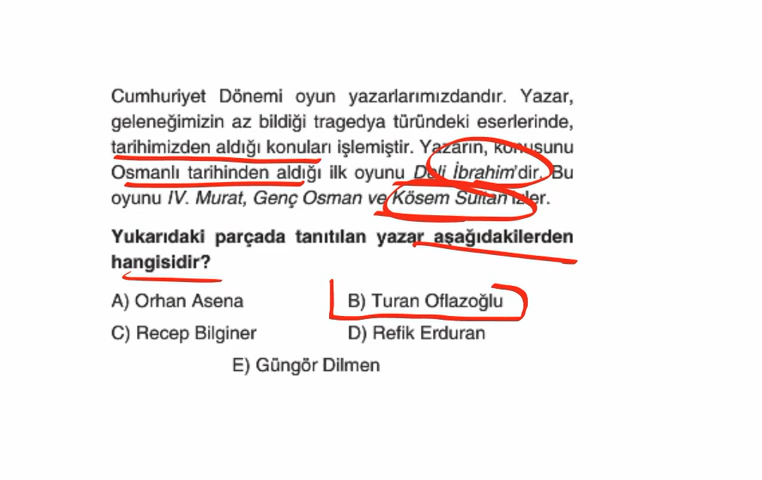 Cumhuriyet Dönemi oyun yazarlarımızdandır. Yazar,
geleneğimizin az bildiği tragedya türündeki eserlerinde,
tarihimizden aldığı konuları işlemiştir. Yazarın, konusunu
Osmanlı tarihinden aldığı ilk oyunu Deli İbrahim'dir. Bu
oyunu IV. Murat, Genç Osman ve Kösem Sultan izler.
Yukarıdaki parçada tanıtılan yazar aşağıdakilerden
hangisidir?
A) Orhan Asena B) Turan Oflazoğlu
C) Recep Bilginer D) Refik Erduran
E) Güngör Dilmen